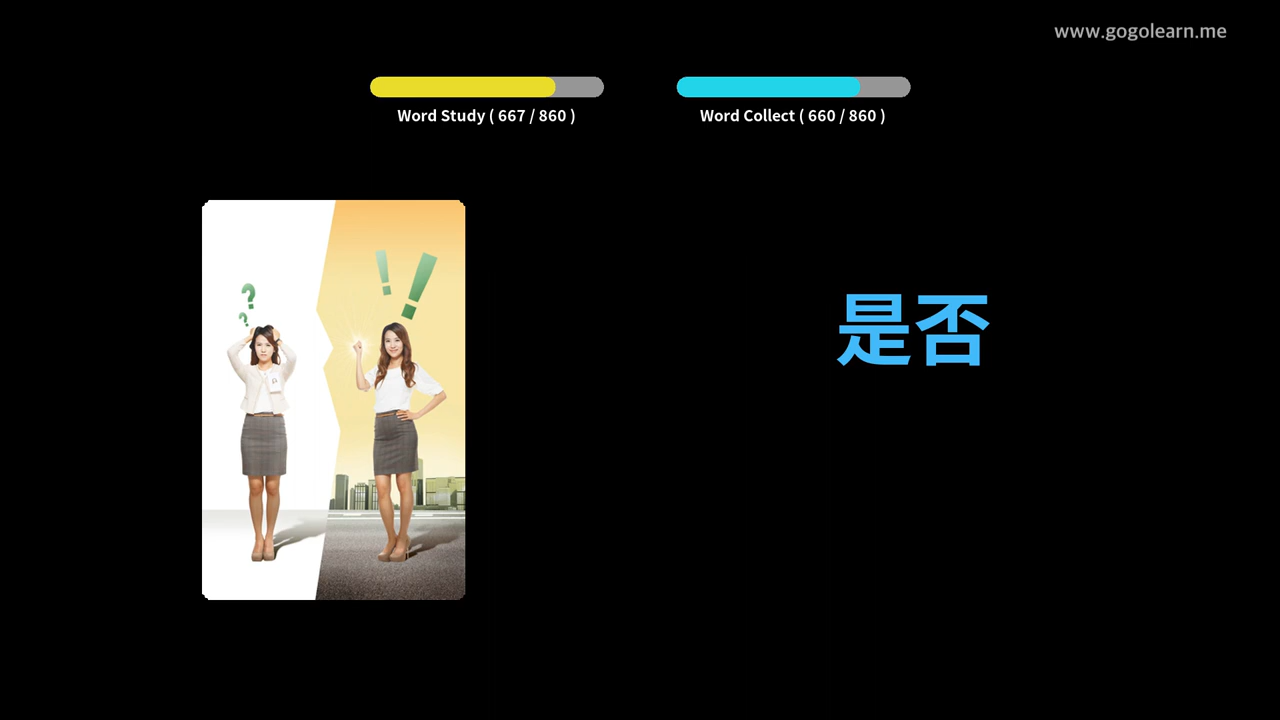 www.gogolearn.me
Word Study ( 667 / 860 )
Word Collect ( 660 / 860 )
? ?
! !
是否